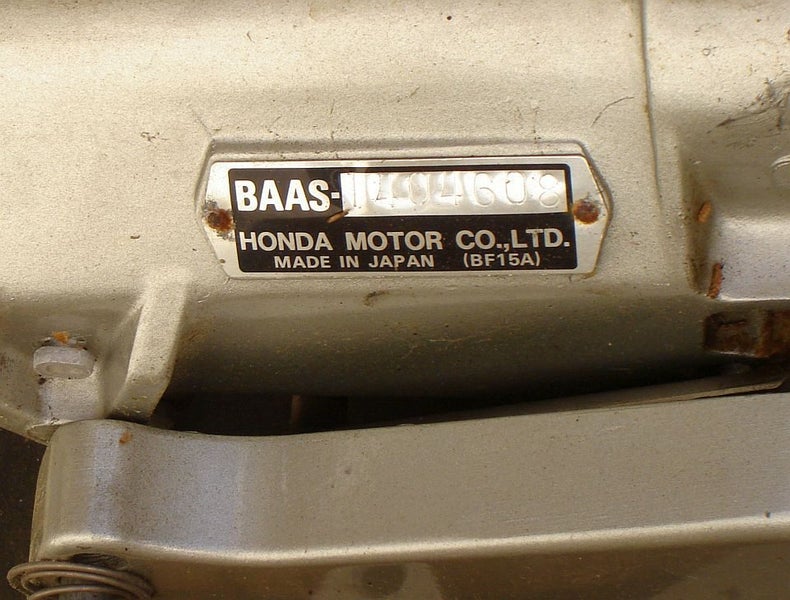 BAAS-1404608
HONDA MOTOR CO.,LTD.
MADE IN JAPAN (BF15A)